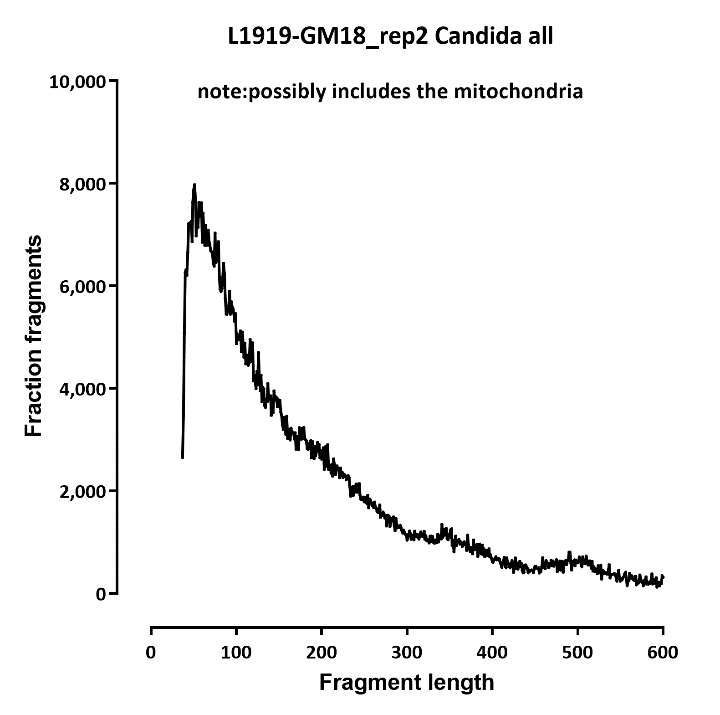 L1919-GM18_rep2 Candida all
note:possibly includes the mitochondria
10,000
8,000
6,000
4,000
2,000
0
Fraction fragments
0 100 200 300 400 500 600
Fragment length